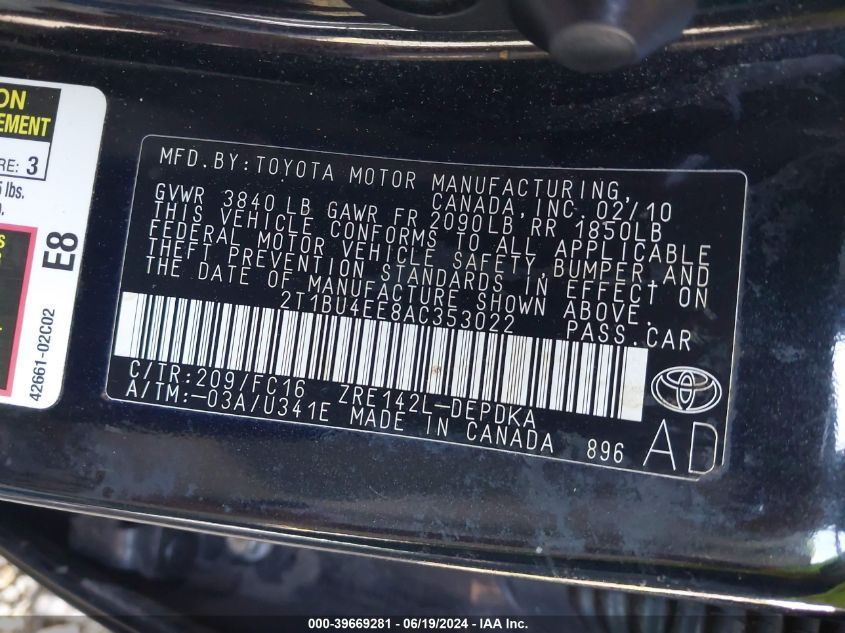 ON
EMENT
RE: 3
lbs.
E8
42661-02C02
MFD.BY:TOYOTA MOTOR MANUFACTURING,
CANADA, INC. 02/10
GVWR 3840 LB GAWR FR 2090LB RR 1850LB
THIS VEHICLE CONFORMS TO ALL APPLICABLE
FEDERAL MOTOR VEHICLE SAFETY, BUMPER AND
THEFT PREVENTION STANDARDS IN EFFECT ON
THE DATE OF MANUFACTURE SHOWN ABOVE.
2T1BU4EE8AC353022 PASS.CAR
C/TR:209/FC16 ZRE142L-DEPDKA
A/TM:-03A/U341E MADE IN CANADA 896
AD
000-39669281 - 06/19/2024 - IAA Inc.